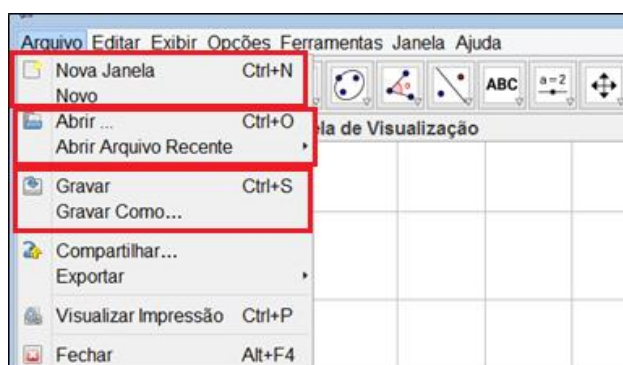 Arquivo Editar Exibir Opções Ferramentas Janela Ajuda
Nova Janela Ctrl+N
Novo
ABC a=2
Abrir ... Ctrl+O
la de Visualização
Abrir Arquivo Recente
Gravar Ctrl+S
Gravar Como...
Compartilhar...
Exportar
Visualizar Impressão Ctrl+P
Fechar Alt+F4